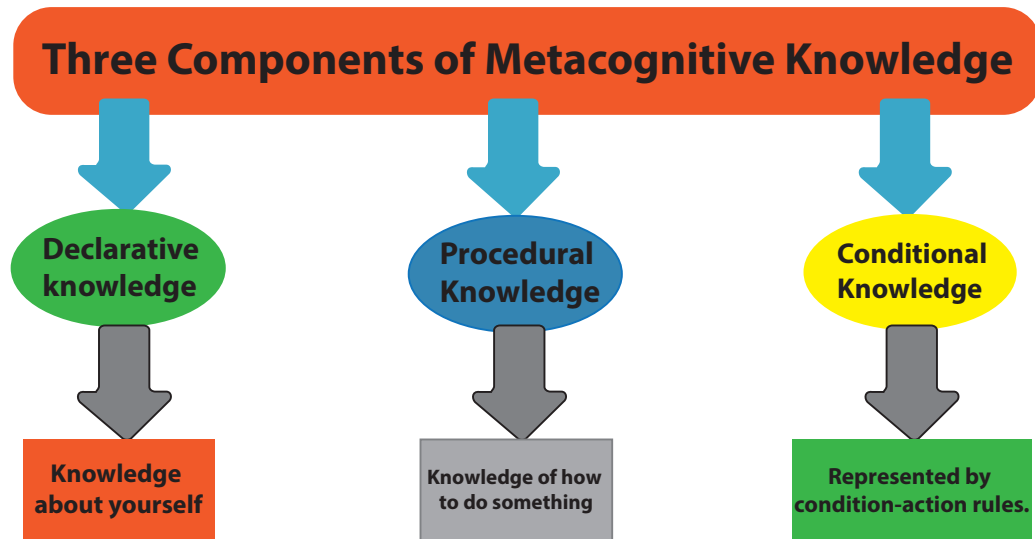 Three Components of Metacognitive Knowledge
Declarative
knowledge
Procedural
Knowledge
Conditional
Knowledge
Knowledge
about yourself
Knowledge of how
to do something
Represented by
condition-action rules.